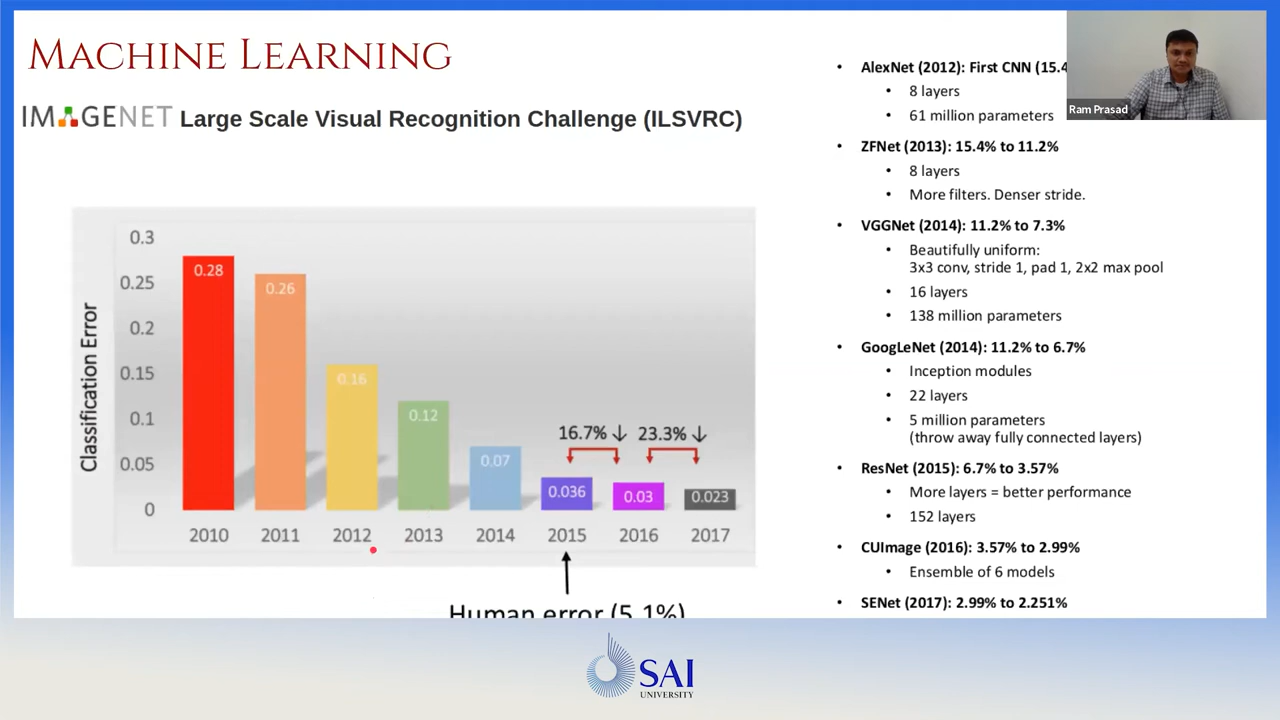 MACHINE LEARNING
IMAGENET Large Scale Visual Recognition Challenge (ILSVRC)
Classification Error
0.3
0.25
0.2
0.15
0.1
0.05
0
0.28
0.26
0.16
0.12
0.07
0.036
0.03
0.023
16.7% ↓ 23.3% ↓
2010 2011 2012 2013 2014 2015 2016 2017
Human error (5.1%)
• AlexNet (2012): First CNN (15.4
• 8 layers
• 61 million parameters
• ZFNet (2013): 15.4% to 11.2%
• 8 layers
• More filters. Denser stride.
• VGGNet (2014): 11.2% to 7.3%
• Beautifully uniform:
3x3 conv, stride 1, pad 1, 2x2 max pool
• 16 layers
• 138 million parameters
• GoogLeNet (2014): 11.2% to 6.7%
• Inception modules
• 22 layers
• 5 million parameters
(throw away fully connected layers)
• ResNet (2015): 6.7% to 3.57%
• More layers = better performance
• 152 layers
• CUImage (2016): 3.57% to 2.99%
• Ensemble of 6 models
• SENet (2017): 2.99% to 2.251%
Ram Prasad
SAI
UNIVERSITY